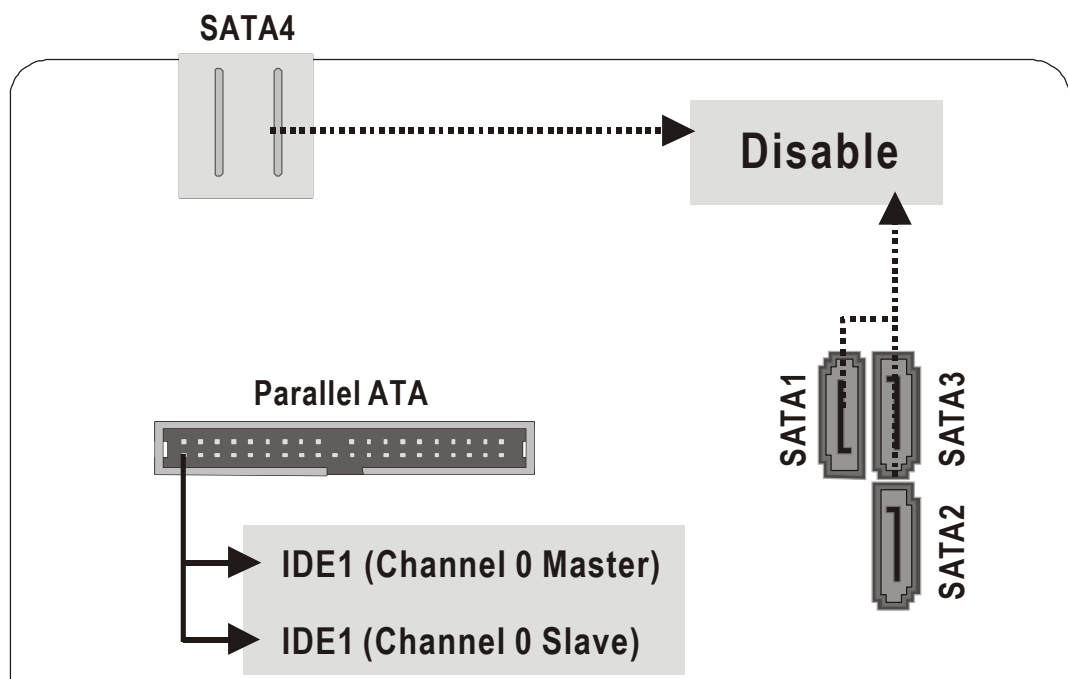 SATA4
Disable
Parallel ATA
SATA1
SATA3
SATA2
IDE1 (Channel 0 Master)
IDE1 (Channel 0 Slave)